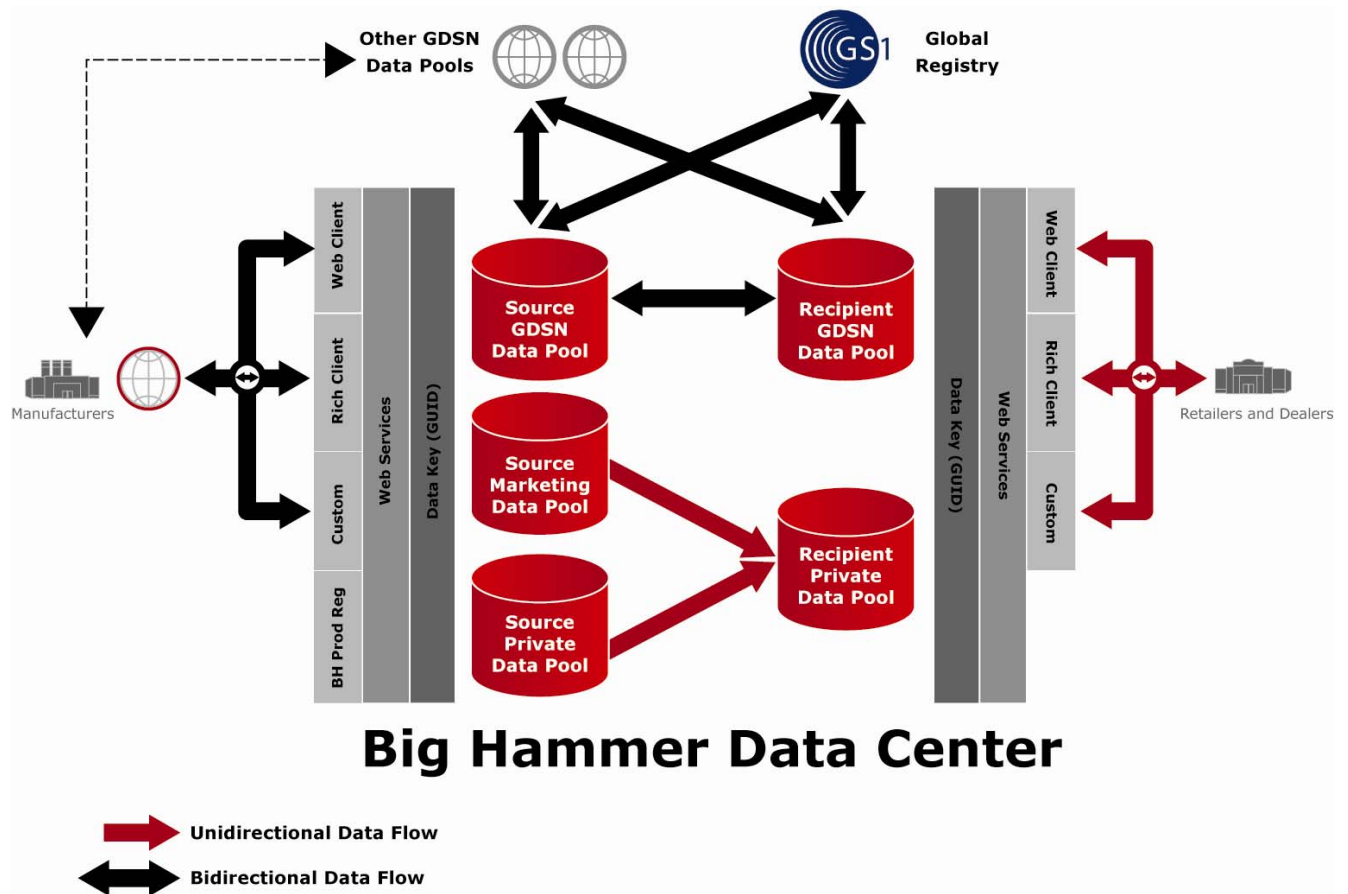 Other GDSN
Data Pools
GS1
Global
Registry
Web Client
Rich Client
Custom
BH Prod Reg
Web Services
Data Key (GUID)
Source
GDSN
Data Pool
Recipient
GDSN
Data Pool
Source
Marketing
Data Pool
Source
Private
Data Pool
Recipient
Private
Data Pool
Data Key (GUID)
Web Services
Web Client
Rich Client
Custom
Manufacturers
Retailers and Dealers
Big Hammer Data Center
Unidirectional Data Flow
Bidirectional Data Flow